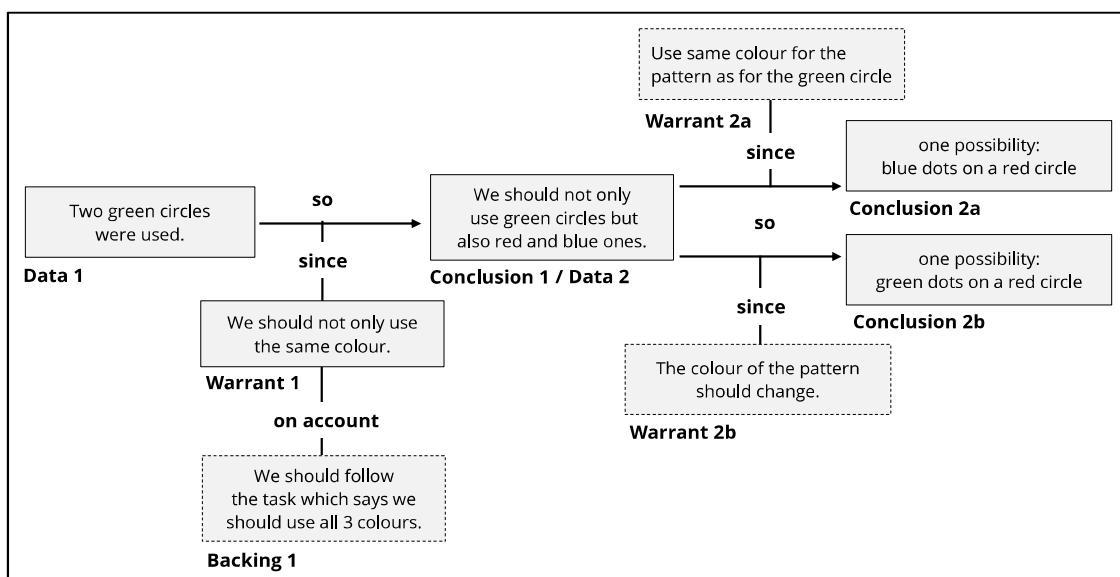 Use same colour for the
pattern as for the green circle
Warrant 2a
since
one possibility:
blue dots on a red circle
Conclusion 2a
Two green circles
were used.
Data 1
so
since
We should not only
use green circles but
also red and blue ones.
Conclusion 1 / Data 2
so
one possibility:
green dots on a red circle
Conclusion 2b
since
We should not only use
the same colour.
Warrant 1
The colour of the pattern
should change.
Warrant 2b
on account
We should follow
the task which says we
should use all 3 colours.
Backing 1